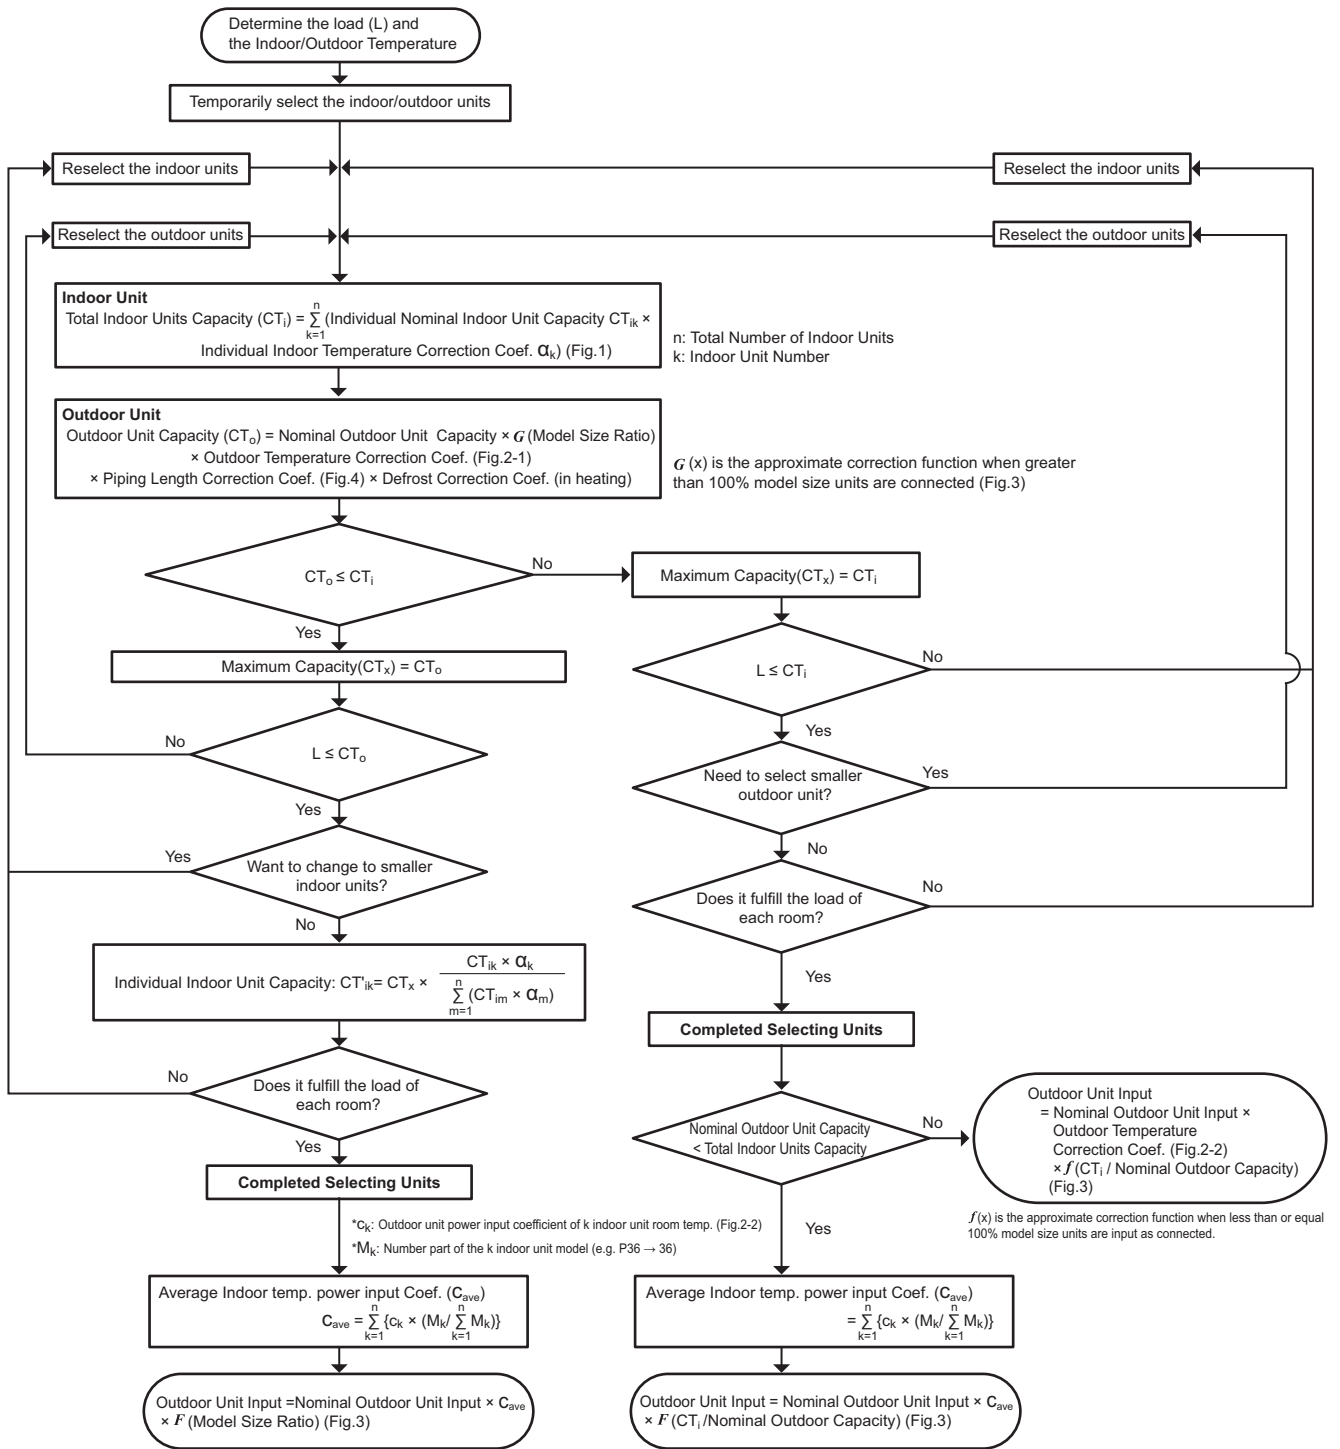 Determine the load (L) and
the Indoor/Outdoor Temperature
Temporarily select the indoor/outdoor units
Reselect the indoor units
Reselect the indoor units
Reselect the outdoor units
Reselect the outdoor units
Indoor Unit
Total Indoor Units Capacity (CTi) = n∑k=1 (Individual Nominal Indoor Unit Capacity CTik ×
Individual Indoor Temperature Correction Coef. αk) (Fig.1)
n: Total Number of Indoor Units
k: Indoor Unit Number
Outdoor Unit
Outdoor Unit Capacity (CTo) = Nominal Outdoor Unit Capacity × G (Model Size Ratio)
× Outdoor Temperature Correction Coef. (Fig.2-1)
× Piping Length Correction Coef. (Fig.4) × Defrost Correction Coef. (in heating)
G (x) is the approximate correction function when greater
than 100% model size units are connected (Fig.3)
CTo ≤ CTi
No
Yes
Maximum Capacity(CTx) = CTi
Maximum Capacity(CTx) = CTo
L ≤ CTi
No
Yes
L ≤ CTo
No
Yes
Need to select smaller
outdoor unit?
Yes
No
Want to change to smaller
indoor units?
Yes
No
Does it fulfill the load of
each room?
No
Yes
Individual Indoor Unit Capacity: CT'ik= CTx × CTik × αk / n∑m=1 (CTim × αm)
Completed Selecting Units
Does it fulfill the load of
each room?
No
Yes
Nominal Outdoor Unit Capacity
< Total Indoor Units Capacity
No
Yes
Outdoor Unit Input
= Nominal Outdoor Unit Input ×
Outdoor Temperature
Correction Coef. (Fig.2-2)
× f (CTi / Nominal Outdoor Capacity)
(Fig.3)
f (x) is the approximate correction function when less than or equal
100% model size units are input as connected.
Completed Selecting Units
*ck: Outdoor unit power input coefficient of k indoor unit room temp. (Fig.2-2)
*Mk: Number part of the k indoor unit model (e.g. P36 → 36)
Average Indoor temp. power input Coef. (Cave)
Cave = n∑k=1 {ck × (Mk/ n∑k=1 Mk)}
Average Indoor temp. power input Coef. (Cave)
= n∑k=1 {ck × (Mk/ n∑k=1 Mk)}
Outdoor Unit Input =Nominal Outdoor Unit Input × Cave
× F (Model Size Ratio) (Fig.3)
Outdoor Unit Input = Nominal Outdoor Unit Input × Cave
× F (CTi /Nominal Outdoor Capacity) (Fig.3)